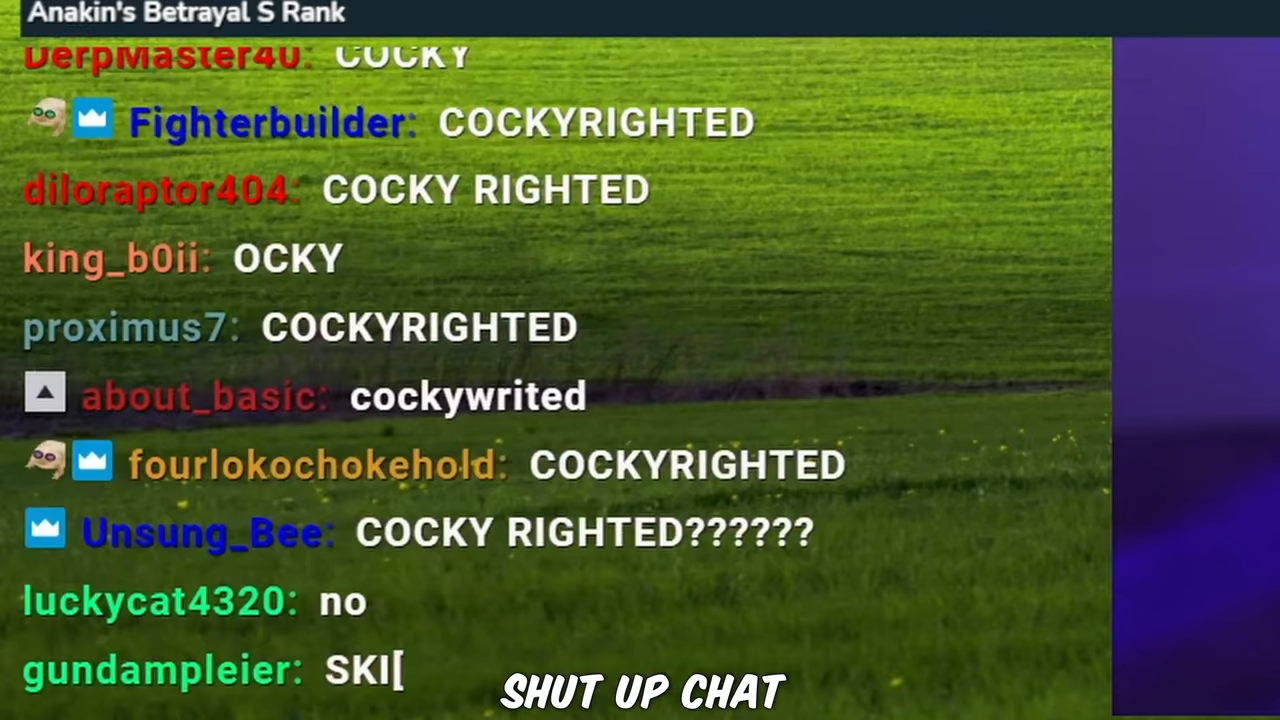 Anakin's Betrayal S Rank
DerpMaster40: COCKY
Fighterbuilder: COCKYRIGHTED
diloraptor404: COCKY RIGHTED
king_b0ii: OCKY
proximus7: COCKYRIGHTED
about_basic: cockywrited
fourlokochokehold: COCKYRIGHTED
Unsung_Bee: COCKY RIGHTED??????
luckycat4320: no
gundampleier: SKI[
SHUT UP CHAT